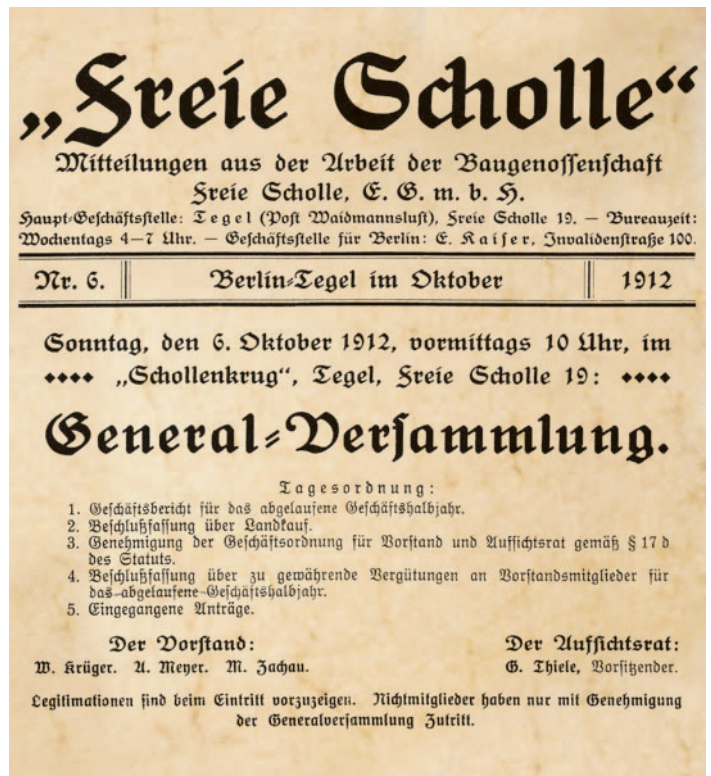 „Freie Scholle“
Mitteilungen aus der Arbeit der Baugenossenschaft
Freie Scholle, E. G. m. b. H.
Haupt-Geschäftsstelle: Tegel (Post Waidmannslust), Freie Scholle 19. — Bureauzeit:
Wochentags 4—7 Uhr. — Geschäftsstelle für Berlin: E. Kaiser, Invalidenstraße 100.
Nr. 6. Berlin-Tegel im Oktober 1912
Sonntag, den 6. Oktober 1912, vormittags 10 Uhr, im
„Schollenkrug“, Tegel, Freie Scholle 19:
General-Versammlung.
Tagesordnung:
1. Geschäftsbericht für das abgelaufene Geschäftshalbjahr.
2. Beschlußfassung über Landkauf.
3. Genehmigung der Geschäftsordnung für Vorstand und Aufsichtsrat gemäß § 17 d
des Statuts.
4. Beschlußfassung über zu gewährende Vergütungen an Vorstandsmitglieder für
das abgelaufene Geschäftshalbjahr.
5. Eingegangene Anträge.
Der Vorstand: Der Aufsichtsrat:
W. Krüger. A. Meyer. M. Zachau. G. Thiele, Vorsitzender.
Legitimationen sind beim Eintritt vorzuzeigen. Nichtmitglieder haben nur mit Genehmigung
der Generalversammlung Zutritt.